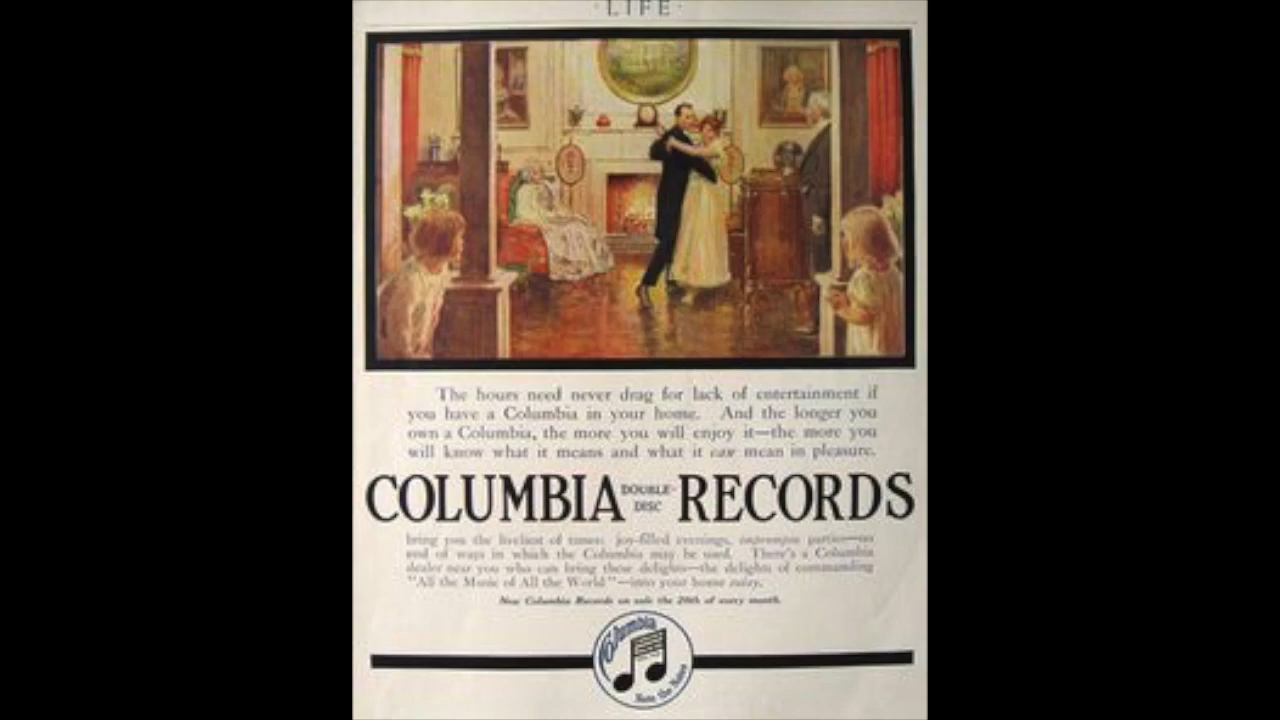 ·LIFE·
The hours need never drag for lack of entertainment if
you have a Columbia in your home. And the longer you
own a Columbia, the more you will enjoy it—the more you
will know what it means and what it can mean in pleasure.
COLUMBIA DOUBLE-DISC RECORDS
bring you the liveliest of tunes: joy-filled evenings, impromptu parties—no
end of ways in which the Columbia may be used. There's a Columbia
dealer near you who can bring these delights—the delights of commanding
"All the Music of All the World"—into your home today.
New Columbia Records on sale the 20th of every month.
Columbia
Note the Notes